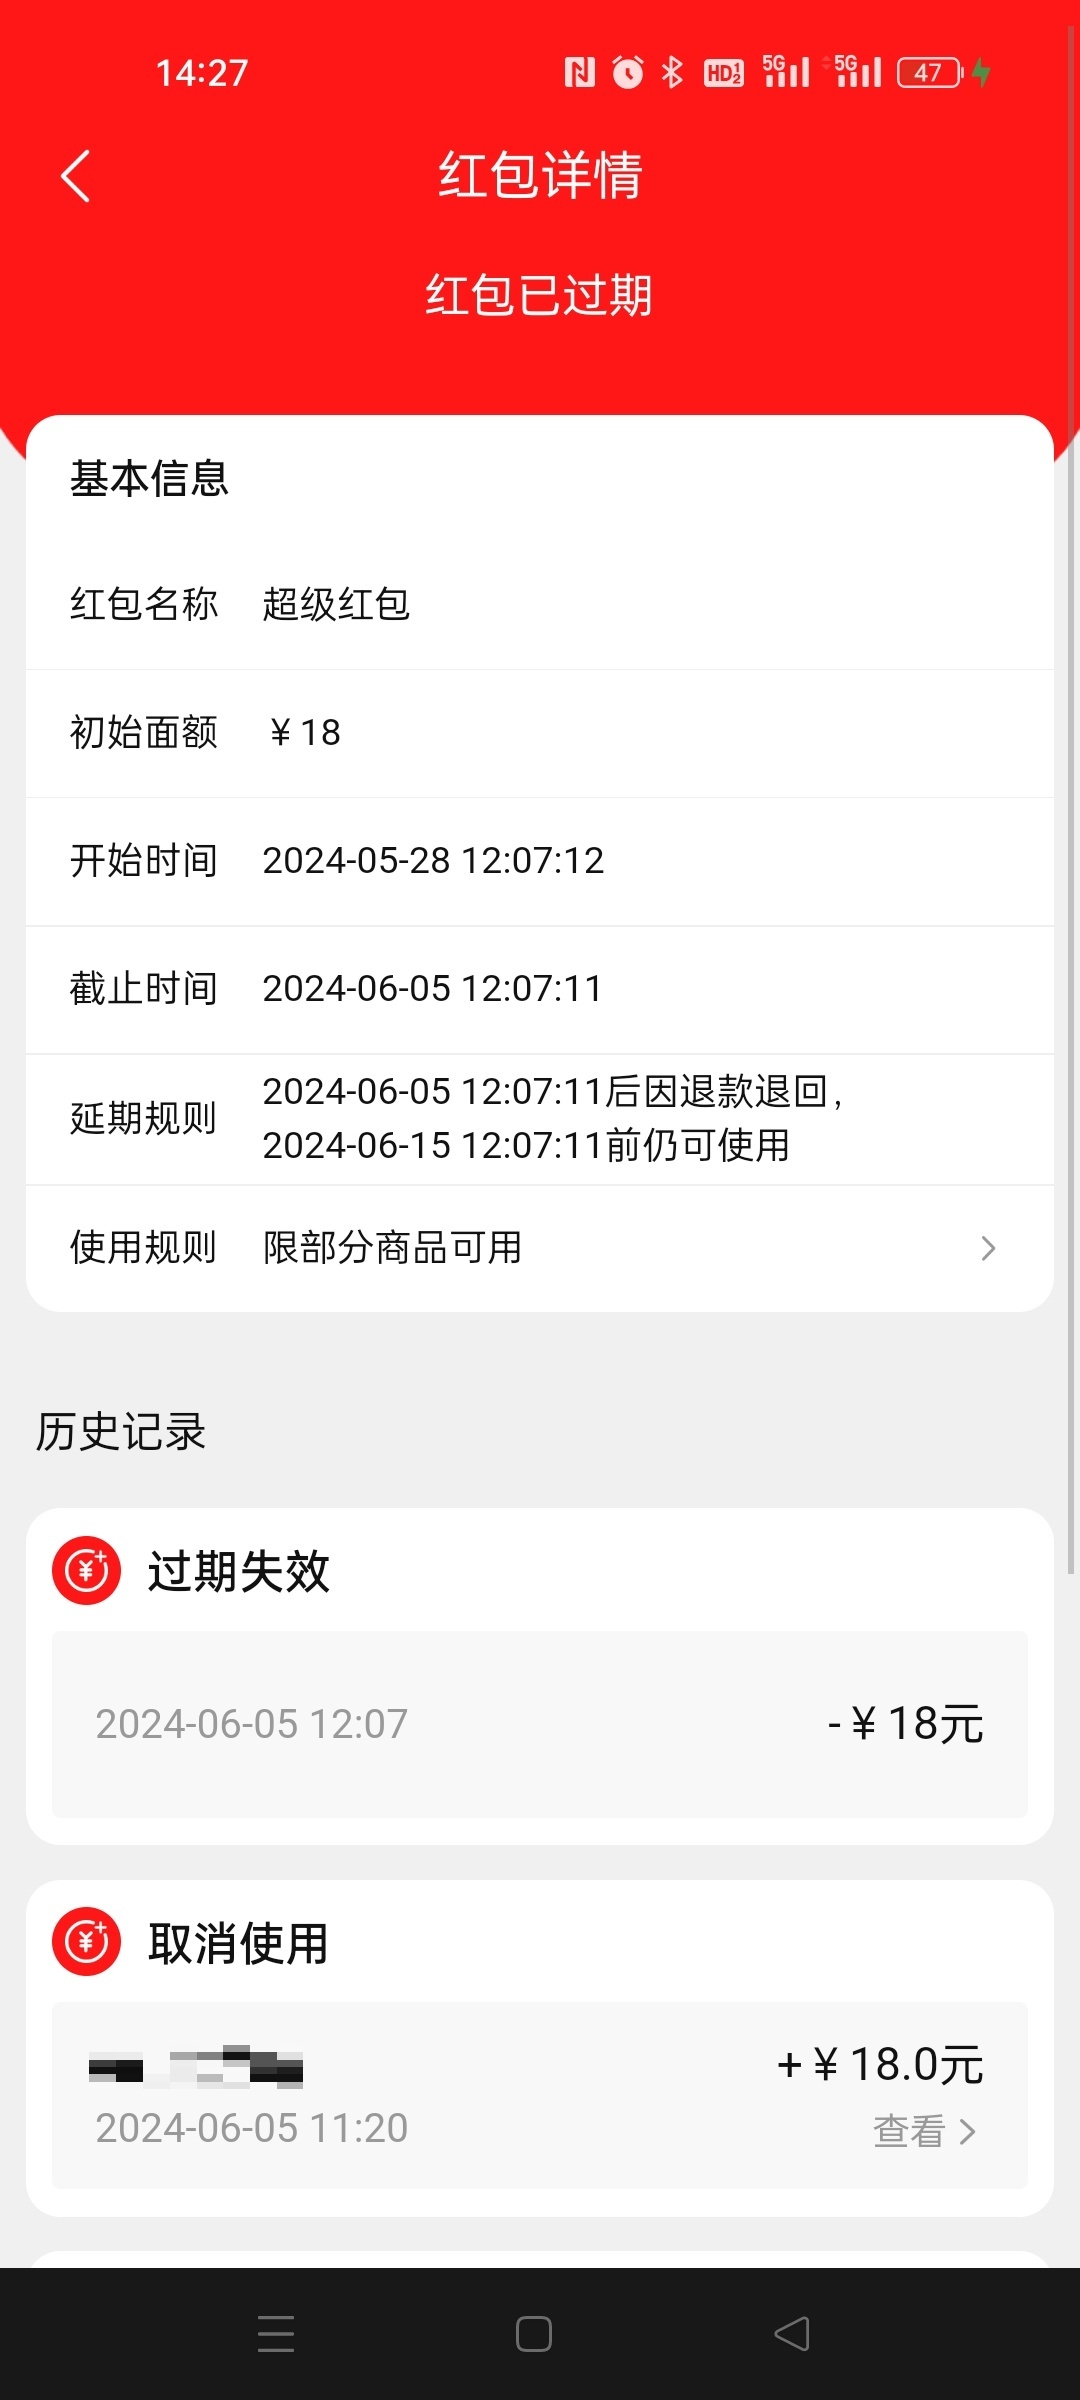 14:27
HD 1 2 5G 5G 47
红包详情
红包已过期
基本信息
红包名称 超级红包
初始面额 ¥ 18
开始时间 2024-05-28 12:07:12
截止时间 2024-06-05 12:07:11
延期规则 2024-06-05 12:07:11后因退款退回，
2024-06-15 12:07:11前仍可使用
使用规则 限部分商品可用
历史记录
过期失效
2024-06-05 12:07 -¥18元
取消使用
+¥18.0元
2024-06-05 11:20 查看